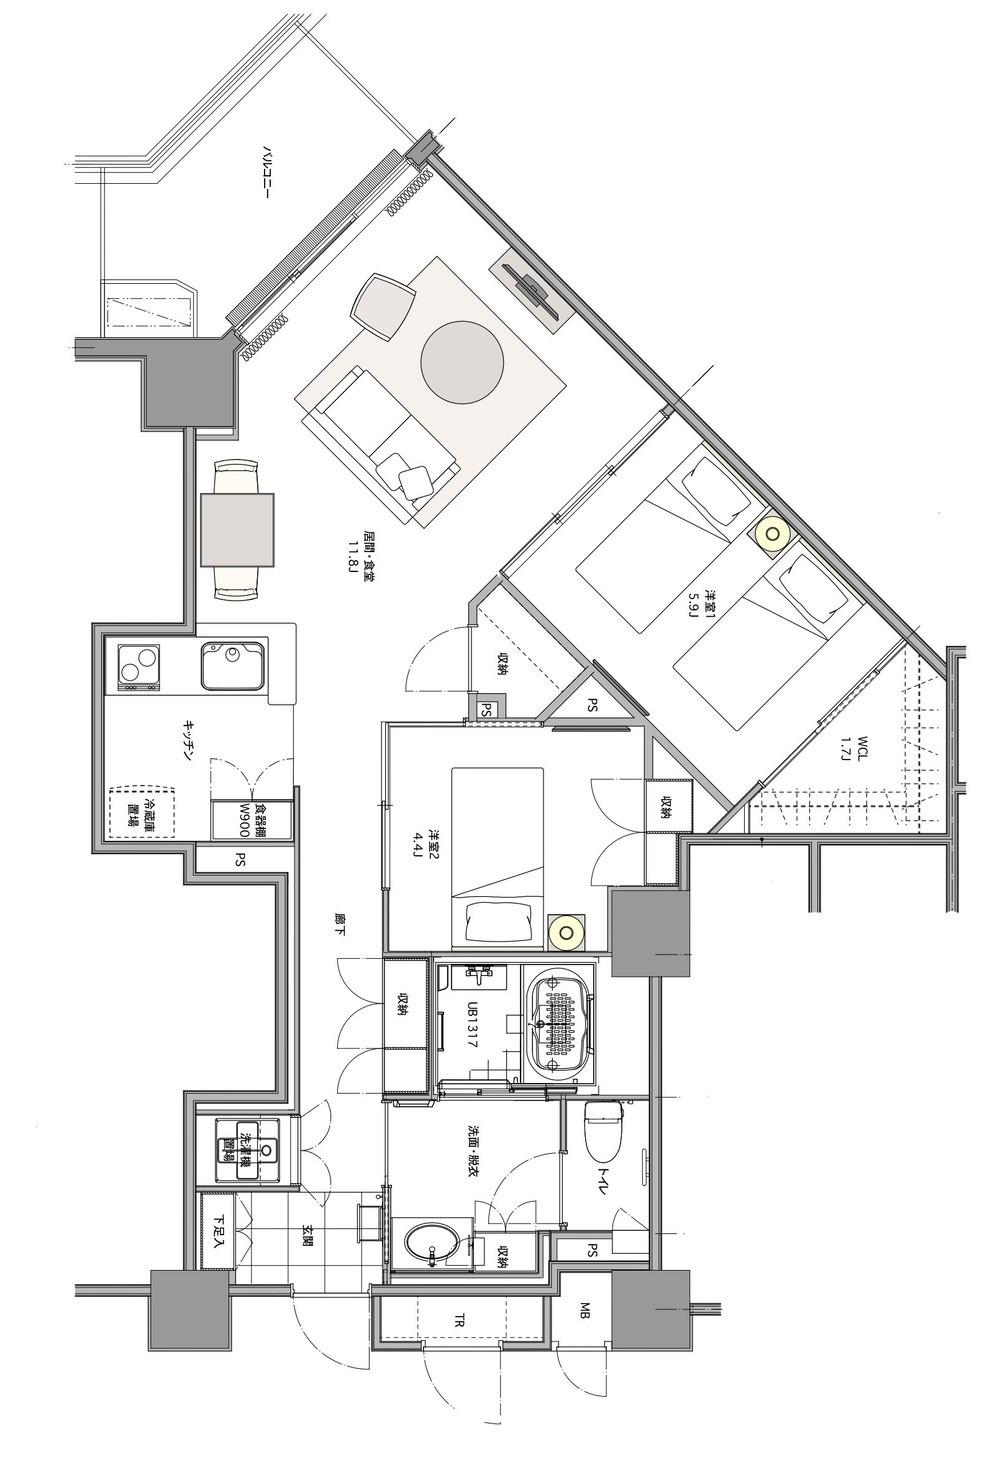 バルコニー
居間・食堂
11.8J
洋室1
5.9J
収納
PS
PS
WCL
1.7J
キッチン
冷蔵庫
置場
食器棚
W900
収納
洋室2
4.4J
PS
廊下
収納
UB1317
洗面・脱衣
トイレ
洗濯機
置場
下足入
玄関
収納
PS
TR
MB